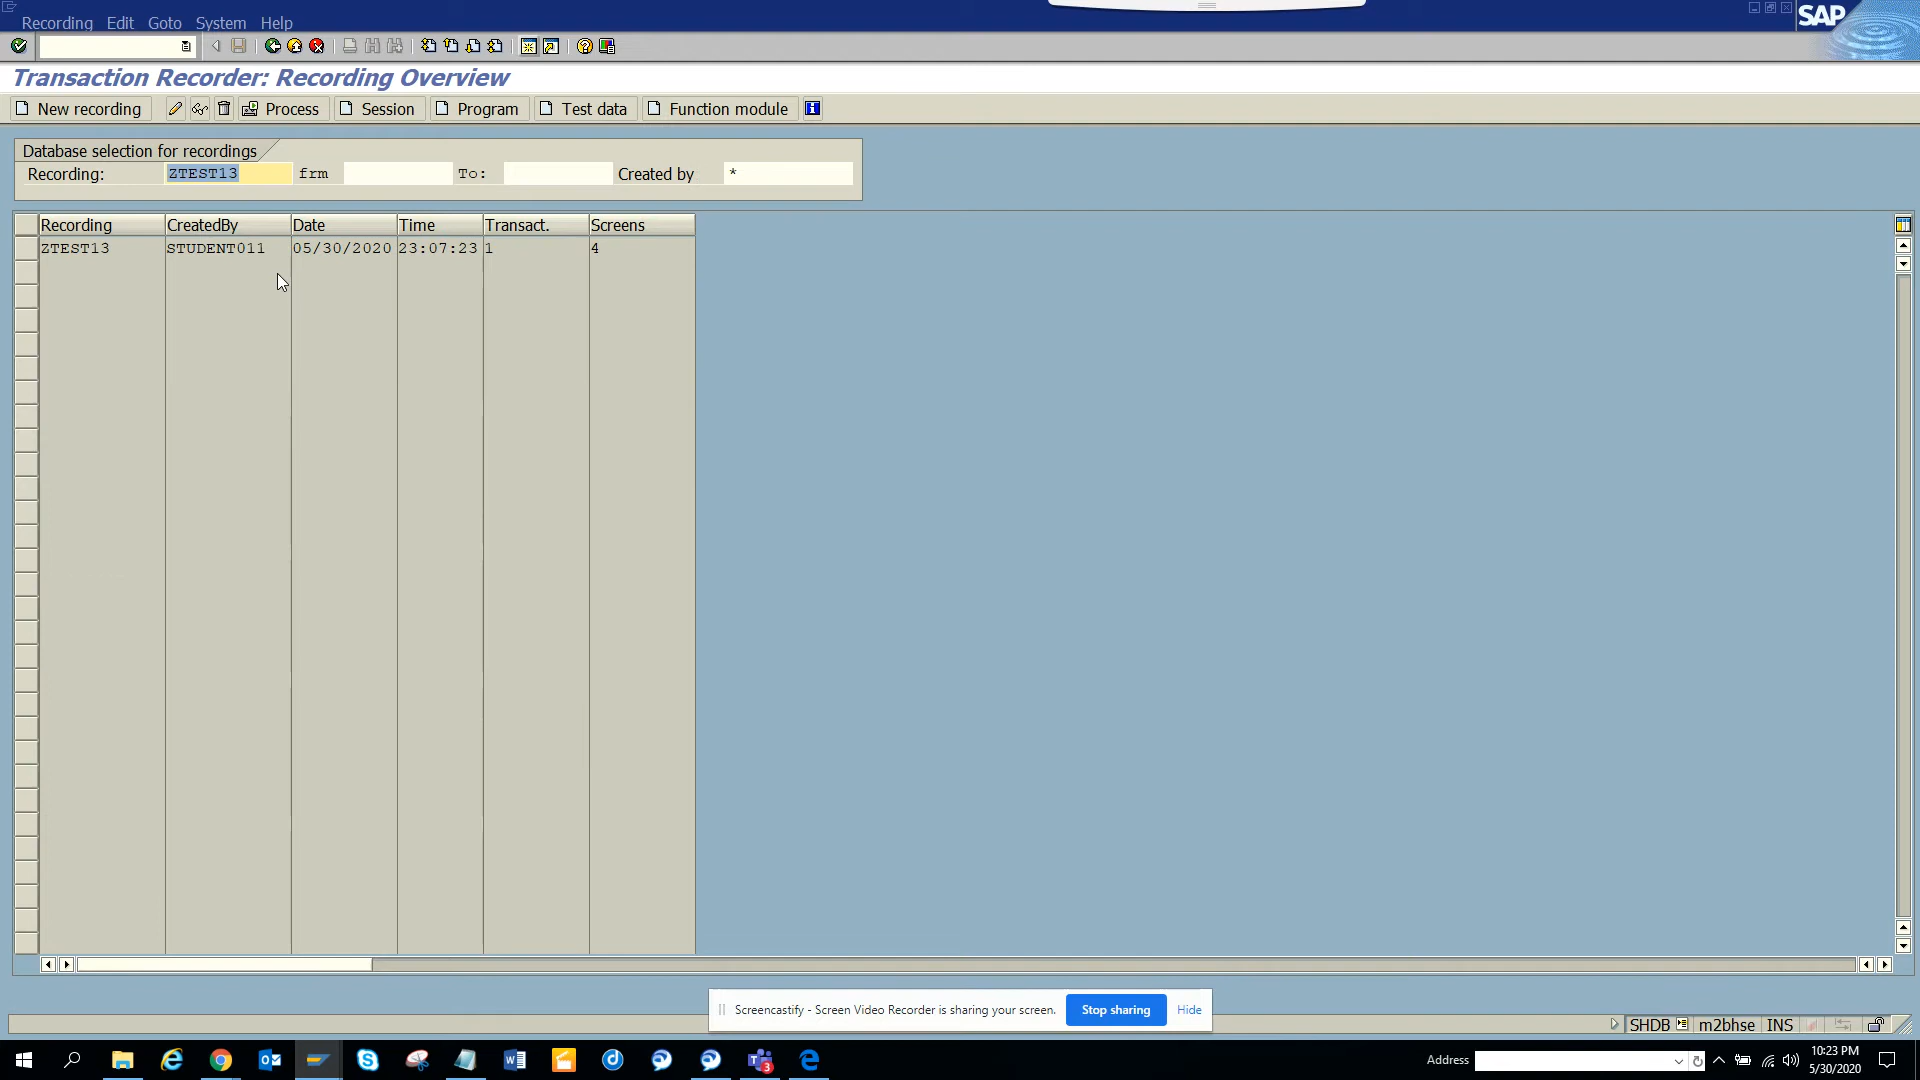 Recording Edit Goto System Help
SAP
Transaction Recorder: Recording Overview
New recording Process Session Program Test data Function module
Database selection for recordings
Recording: ZTEST13 frm To: Created by *
Recording CreatedBy Date Time Transact. Screens
ZTEST13 STUDENT011 05/30/2020 23:07:23 1 4
Screencastify - Screen Video Recorder is sharing your screen. Stop sharing Hide
SHDB m2bhse INS
Address 10:23 PM
3 5/30/2020